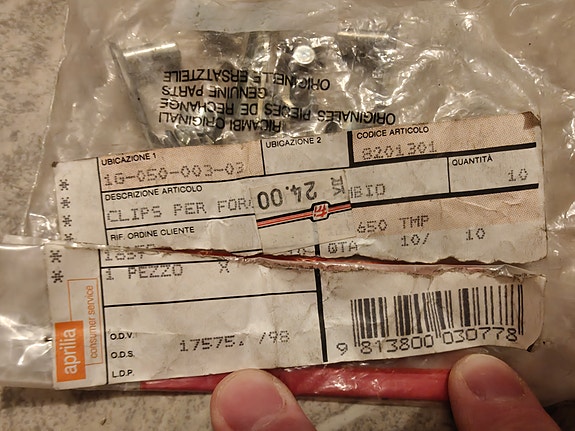 RICAMBI ORIGINALI
ORIGINALES PIECES DE RECHANGE
GENUINE PARTS
ORIGINELLE ERSATZTEILE
UBICAZIONE 1
1G-050-003-03
UBICAZIONE 2
CODICE ARTICOLO
8201301
DESCRIZIONE ARTICOLO
CLIPS PER
QUANTITÀ
10
24.00
RIF. ORDINE CLIENTE
650 TMP
QTA 10/ 10
1 PEZZO X
O.D.V.
17575. /98
O.D.S.
L.D.P.
aprilia
consumer service
9 813800 030778